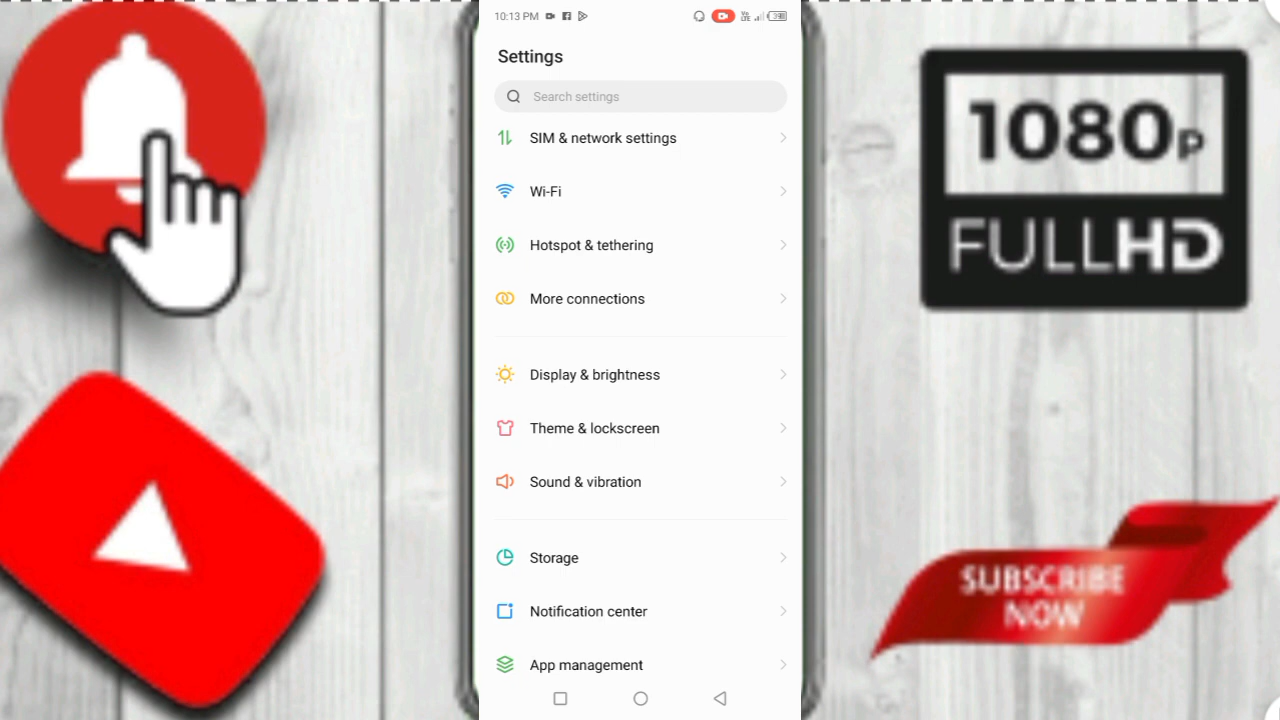 10:13 PM
Settings
Search settings
SIM & network settings
Wi-Fi
Hotspot & tethering
More connections
Display & brightness
Theme & lockscreen
Sound & vibration
Storage
Notification center
App management
1080p
FULLHD
SUBSCRIBE
NOW